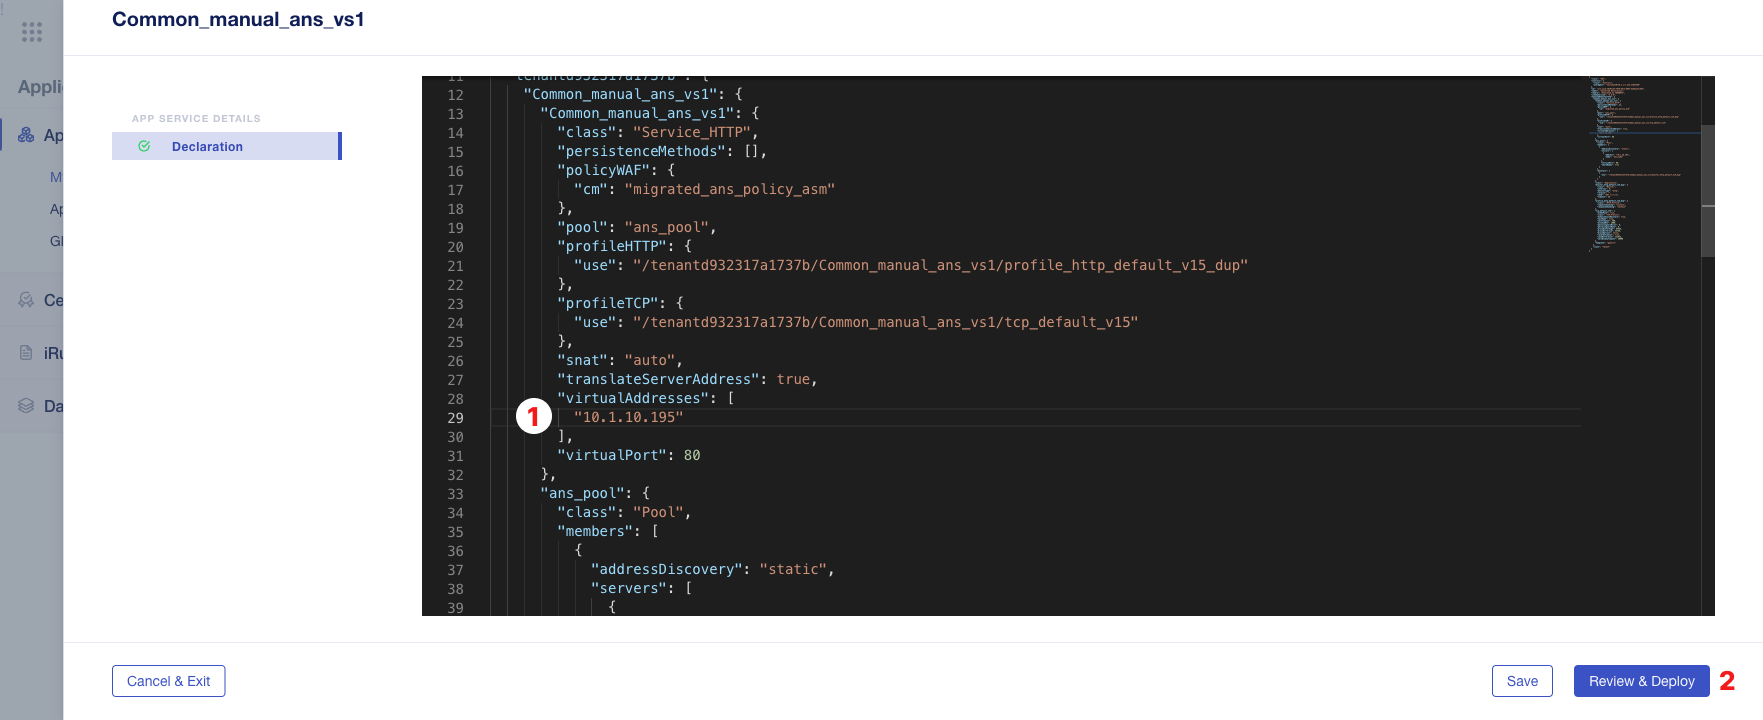 Common_manual_ans_vs1
Appli
Ap
M
Ap
Gl
Ce
iRu
Da
APP SERVICE DETAILS
Declaration
11 tenantd932317a1737b": {
12 "Common_manual_ans_vs1": {
13 "Common_manual_ans_vs1": {
14 "class": "Service_HTTP",
15 "persistenceMethods": [],
16 "policyWAF": {
17 "cm": "migrated_ans_policy_asm"
18 },
19 "pool": "ans_pool",
20 "profileHTTP": {
21 "use": "/tenantd932317a1737b/Common_manual_ans_vs1/profile_http_default_v15_dup"
22 },
23 "profileTCP": {
24 "use": "/tenantd932317a1737b/Common_manual_ans_vs1/tcp_default_v15"
25 },
26 "snat": "auto",
27 "translateServerAddress": true,
28 "virtualAddresses": [
29 1 "10.1.10.195"
30 ],
31 "virtualPort": 80
32 },
33 "ans_pool": {
34 "class": "Pool",
35 "members": [
36 {
37 "addressDiscovery": "static",
38 "servers": [
39 {
Cancel & Exit
Save
Review & Deploy 2